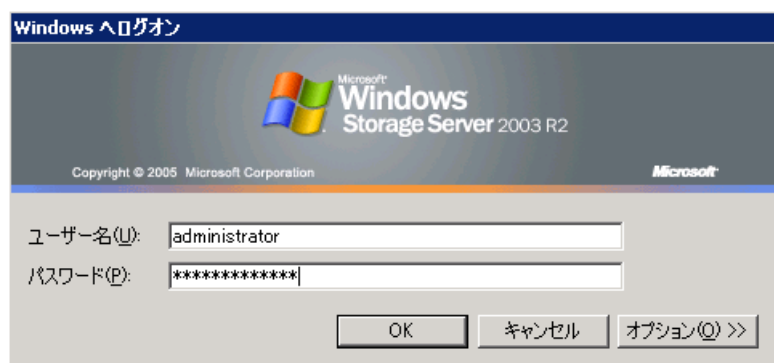 Windows へログオン
Microsoft
Windows
Storage Server 2003 R2
Copyright © 2005 Microsoft Corporation
Microsoft
ユーザー名(U):
administrator
パスワード(P):
*************
OK
キャンセル
オプション(O) >>